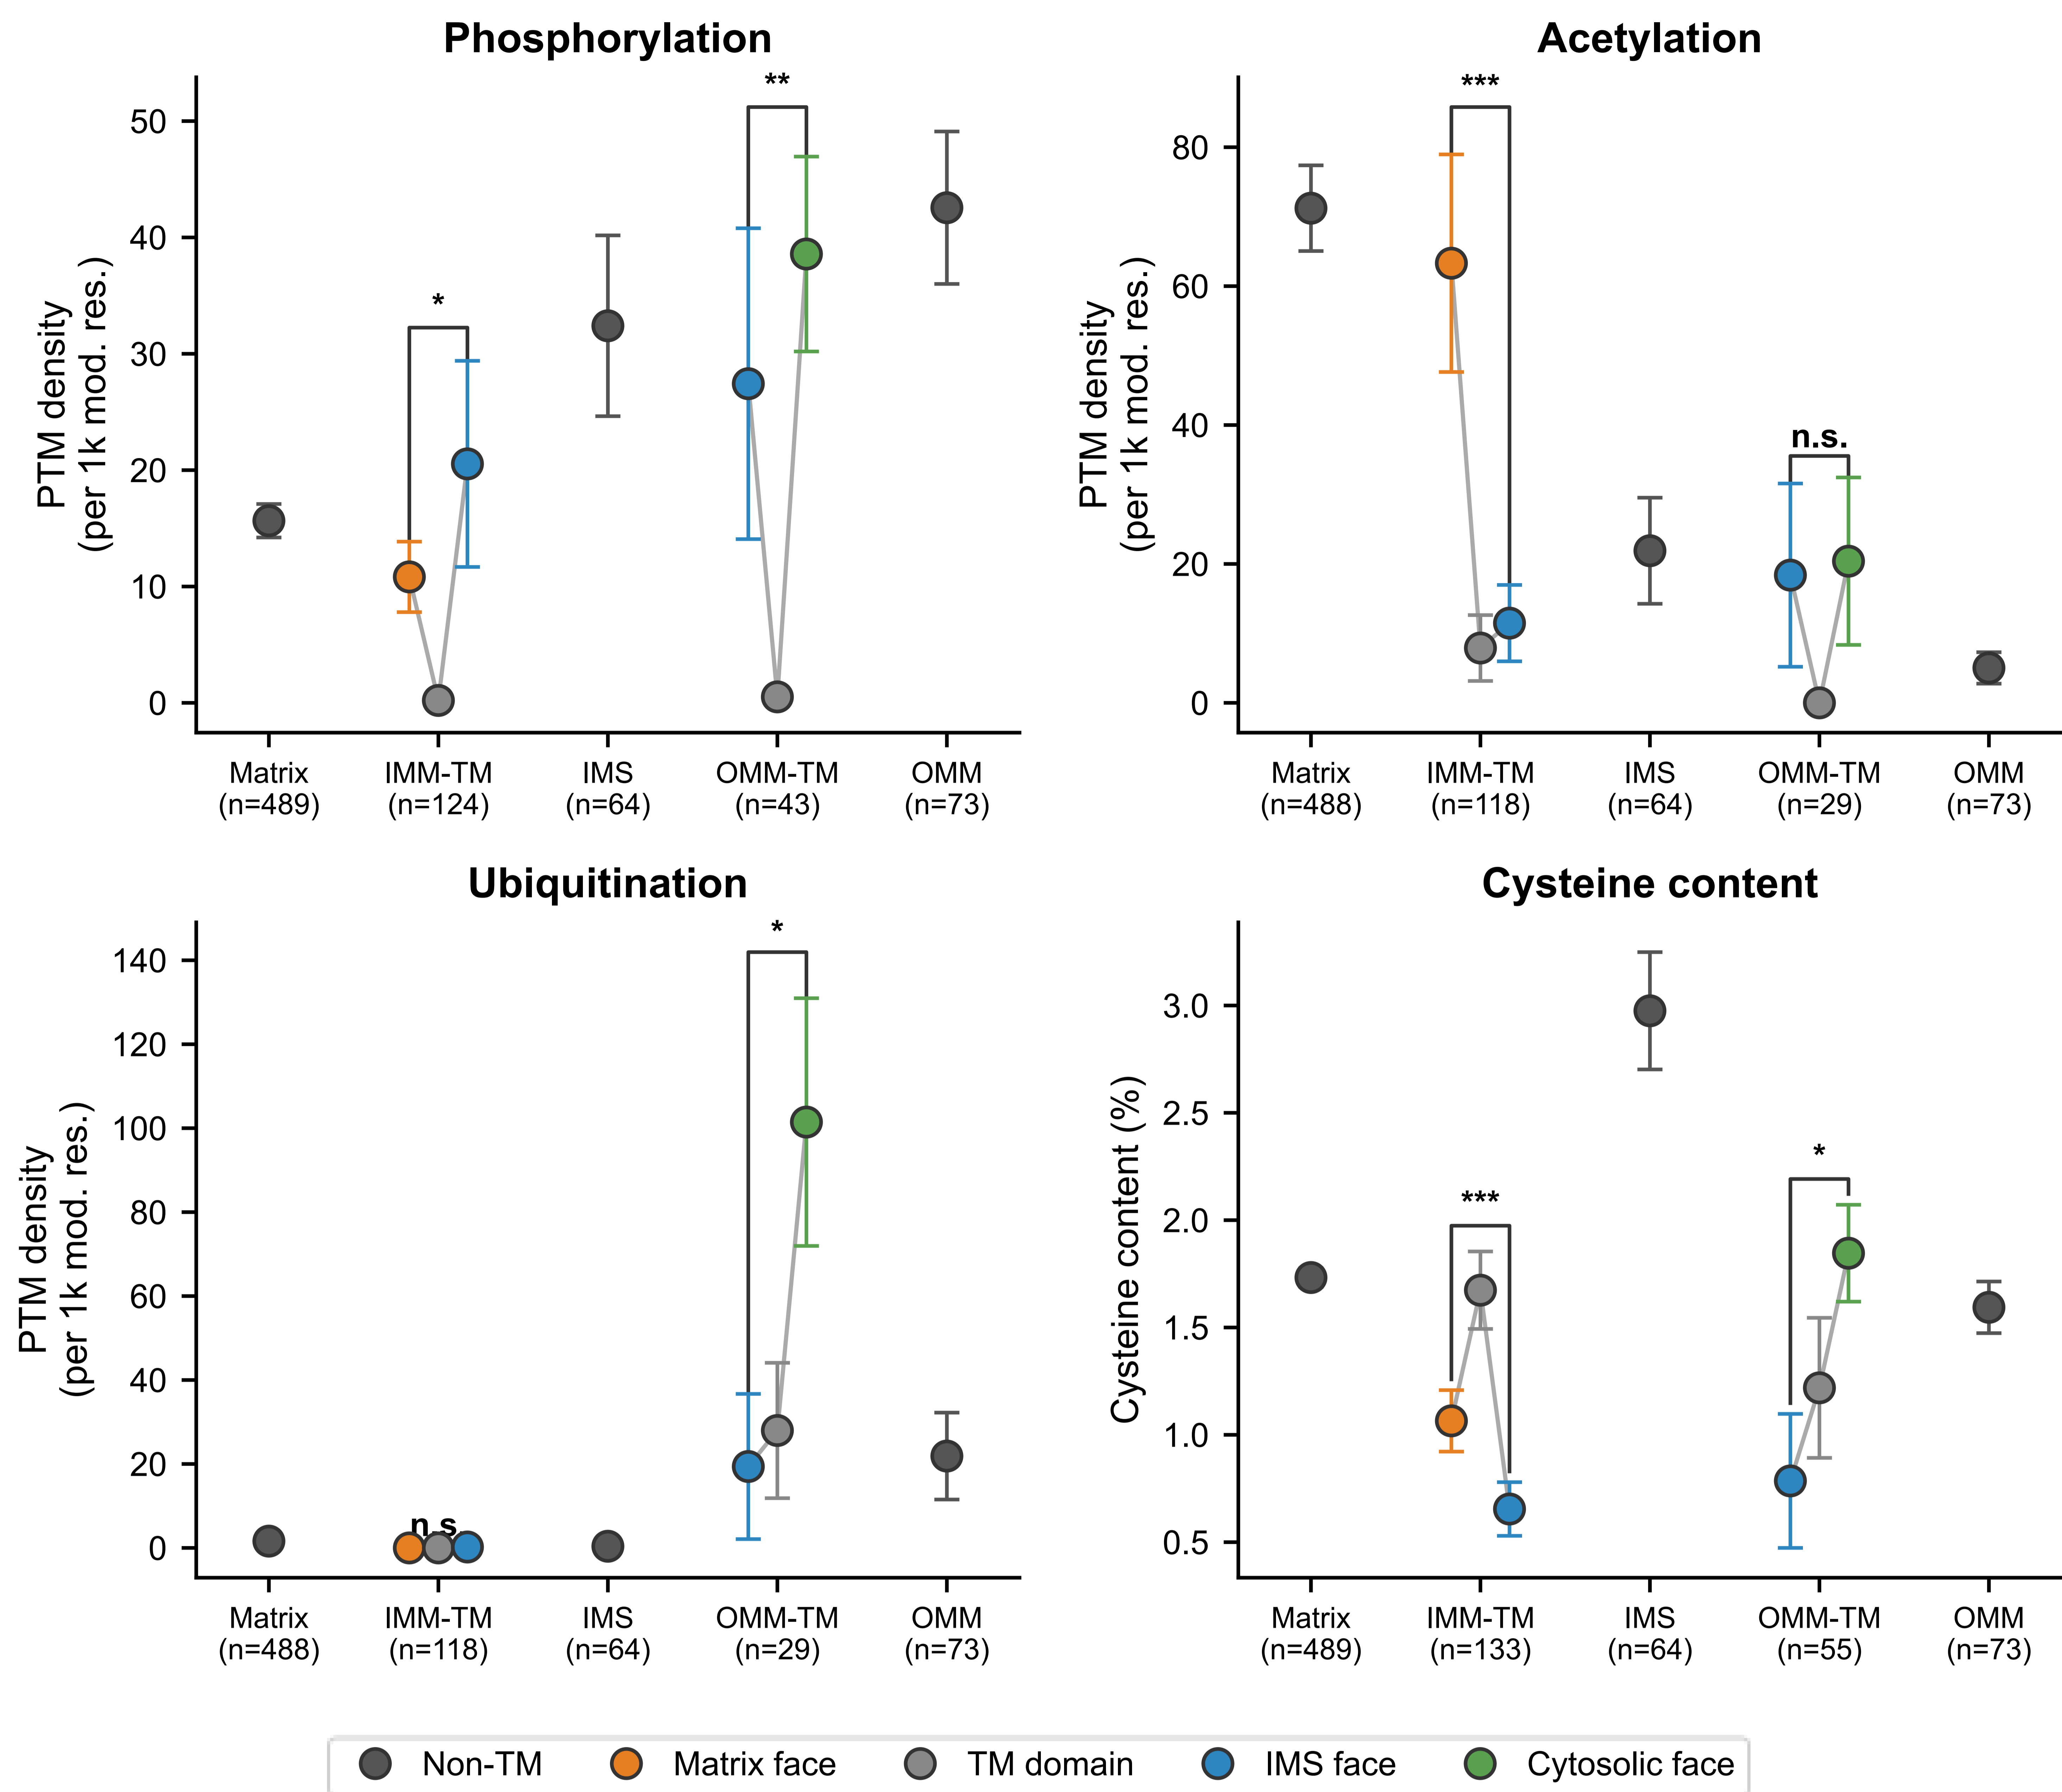 Phosphorylation
**
50
40
30
20
10
0
*
PTM density
(per 1k mod. res.)
Matrix
(n=489)
IMM-TM
(n=124)
IMS
(n=64)
OMM-TM
(n=43)
OMM
(n=73)
Acetylation
***
80
60
40
20
0
n.s.
PTM density
(per 1k mod. res.)
Matrix
(n=488)
IMM-TM
(n=118)
IMS
(n=64)
OMM-TM
(n=29)
OMM
(n=73)
Ubiquitination
*
140
120
100
80
60
40
20
0
n.s.
PTM density
(per 1k mod. res.)
Matrix
(n=488)
IMM-TM
(n=118)
IMS
(n=64)
OMM-TM
(n=29)
OMM
(n=73)
Cysteine content
3.0
2.5
2.0
1.5
1.0
0.5
***
*
Cysteine content (%)
Matrix
(n=489)
IMM-TM
(n=133)
IMS
(n=64)
OMM-TM
(n=55)
OMM
(n=73)
Non-TM
Matrix face
TM domain
IMS face
Cytosolic face